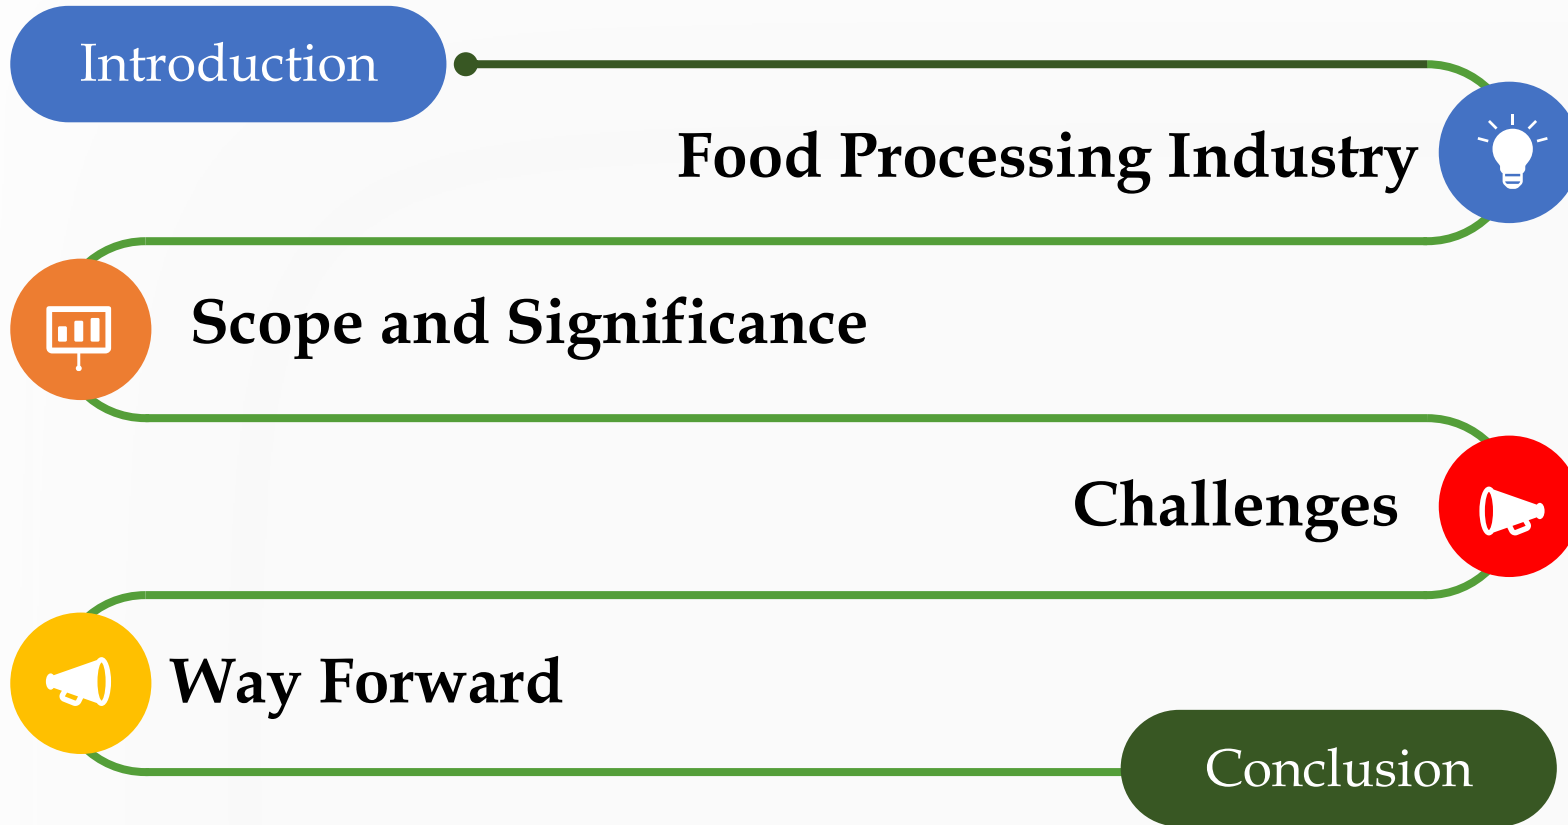 Introduction
Food Processing Industry
Scope and Significance
Challenges
Way Forward
Conclusion